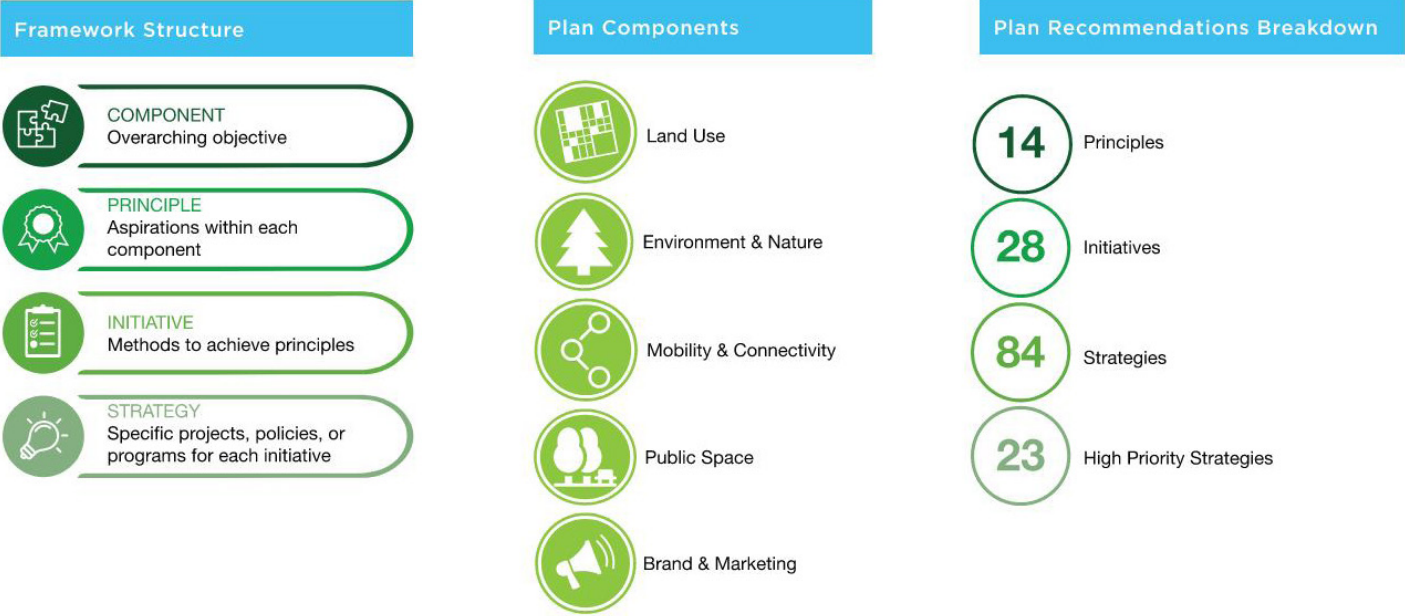 Framework Structure
COMPONENT
Overarching objective
PRINCIPLE
Aspirations within each
component
INITIATIVE
Methods to achieve principles
STRATEGY
Specific projects, policies, or
programs for each initiative
Plan Components
Land Use
Environment & Nature
Mobility & Connectivity
Public Space
Brand & Marketing
Plan Recommendations Breakdown
14 Principles
28 Initiatives
84 Strategies
23 High Priority Strategies